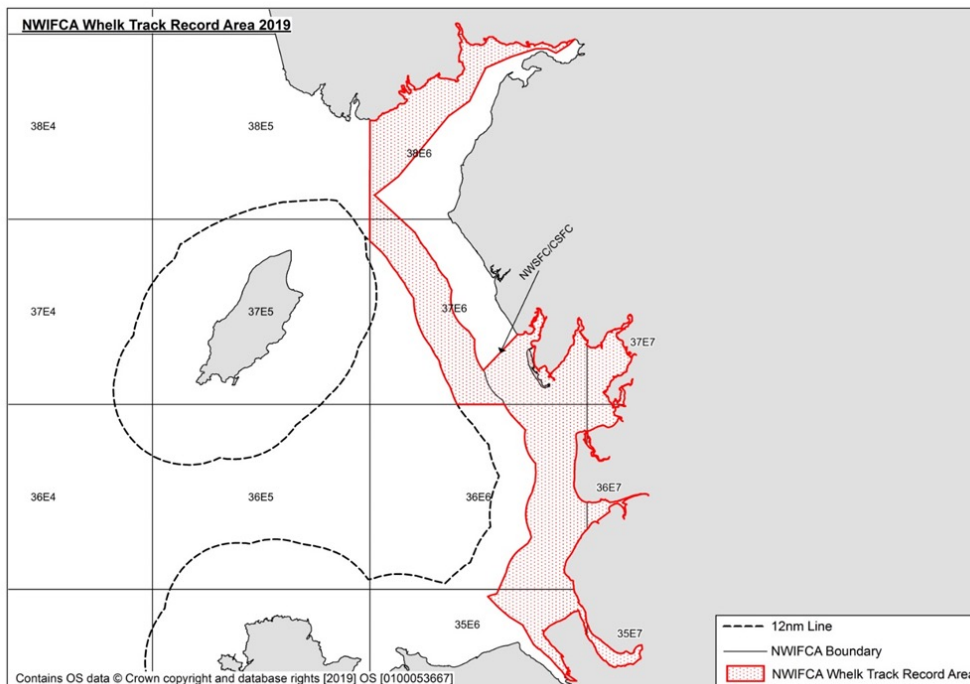 NWIFCA Whelk Track Record Area 2019
38E4
38E5
38E6
NWSFC/CSFC
37E4
37E5
37E6
37E7
36E4
36E5
36E6
36E7
35E6
35E7
12nm Line
NWIFCA Boundary
NWIFCA Whelk Track Record Area
Contains OS data © Crown copyright and database rights [2019] OS [0100053667]